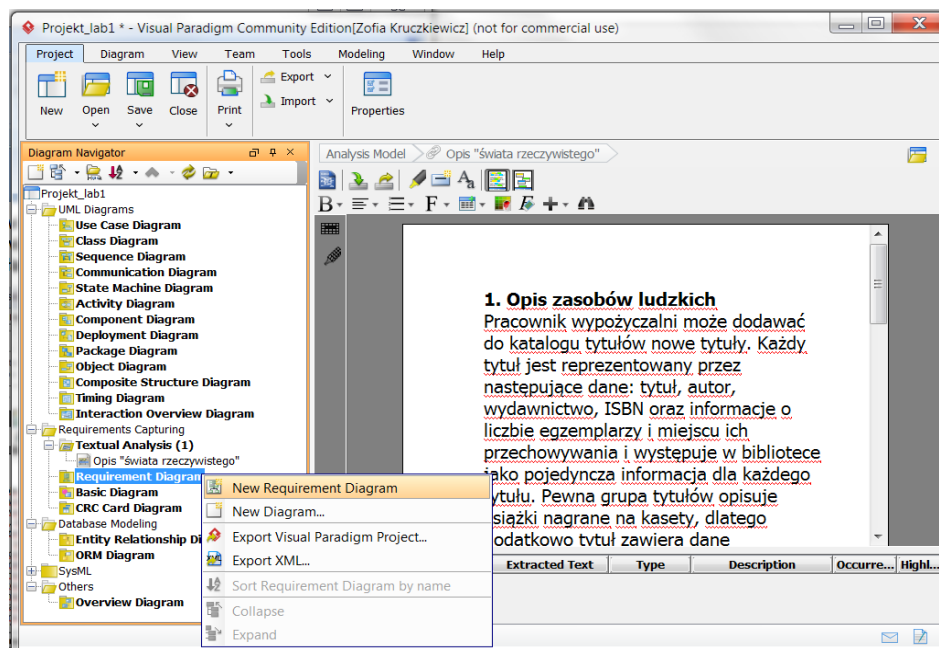 Projekt_lab1 * - Visual Paradigm Community Edition[Zofia Kruczkiewicz] (not for commercial use)
Project Diagram View Team Tools Modeling Window Help
New Open Save Close Print Export Import Properties
Diagram Navigator
Analysis Model Opis "świata rzeczywistego"
Projekt_lab1
UML Diagrams
Use Case Diagram
Class Diagram
Sequence Diagram
Communication Diagram
State Machine Diagram
Activity Diagram
Component Diagram
Deployment Diagram
Package Diagram
Object Diagram
Composite Structure Diagram
Timing Diagram
Interaction Overview Diagram
Requirements Capturing
Textual Analysis (1)
Opis "świata rzeczywistego"
Requirement Diagram
Basic Diagram
CRC Card Diagram
Database Modeling
Entity Relationship Di
ORM Diagram
SysML
Others
Overview Diagram
New Requirement Diagram
New Diagram...
Export Visual Paradigm Project...
Export XML...
Sort Requirement Diagram by name
Collapse
Expand
1. Opis zasobów ludzkich
Pracownik wypożyczalni może dodawać
do katalogu tytułów nowe tytuły. Każdy
tytuł jest reprezentowany przez
następujące dane: tytuł, autor,
wydawnictwo, ISBN oraz informacje o
liczbie egzemplarzy i miejscu ich
przechowywania i występuje w bibliotece
jako pojedyncza informacja dla każdego
ytułu. Pewna grupa tytułów opisuje
siążki nagrane na kasety, dlatego
odatkowo tytuł zawiera dane
Extracted Text Type Description Occurre... Highl...